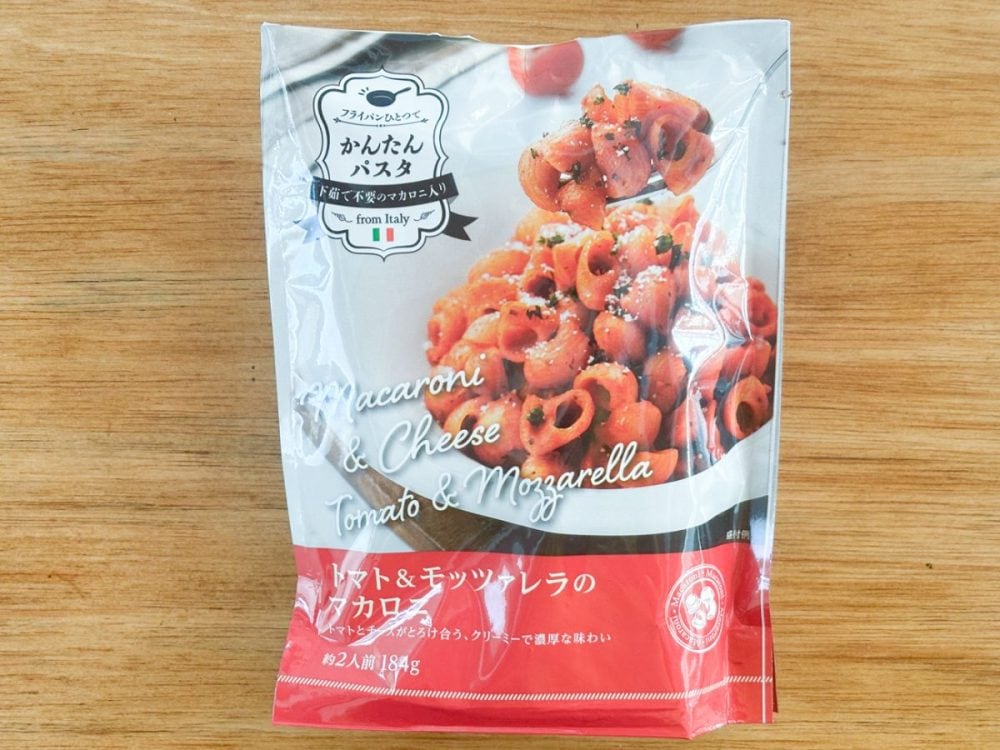 フライパンひとつで
かんたん
パスタ
下茹で不要のマカロニ入り
from Italy
Macaroni
& Cheese
Tomato & Mozzarella
トマト&モッツァレラの
マカロニ
トマトとチーズがとろけ合う、クリーミーで濃厚な味わい
約2人前 184g